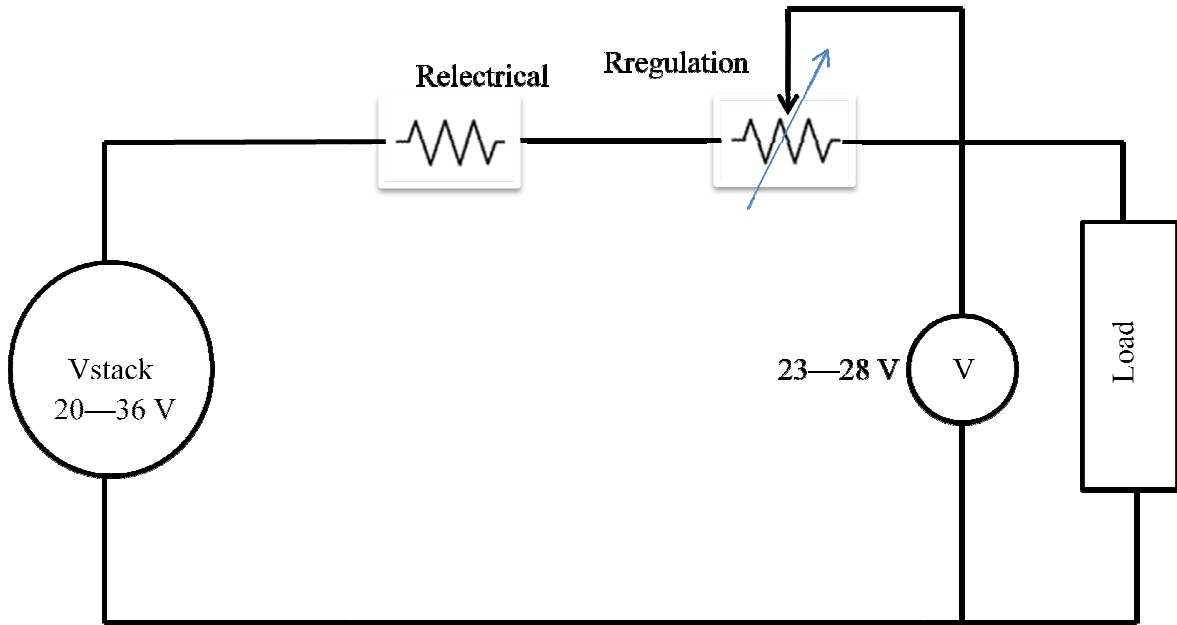 Relectrical
Rregulation
Vstack
20—36 V
23—28 V
V
Load